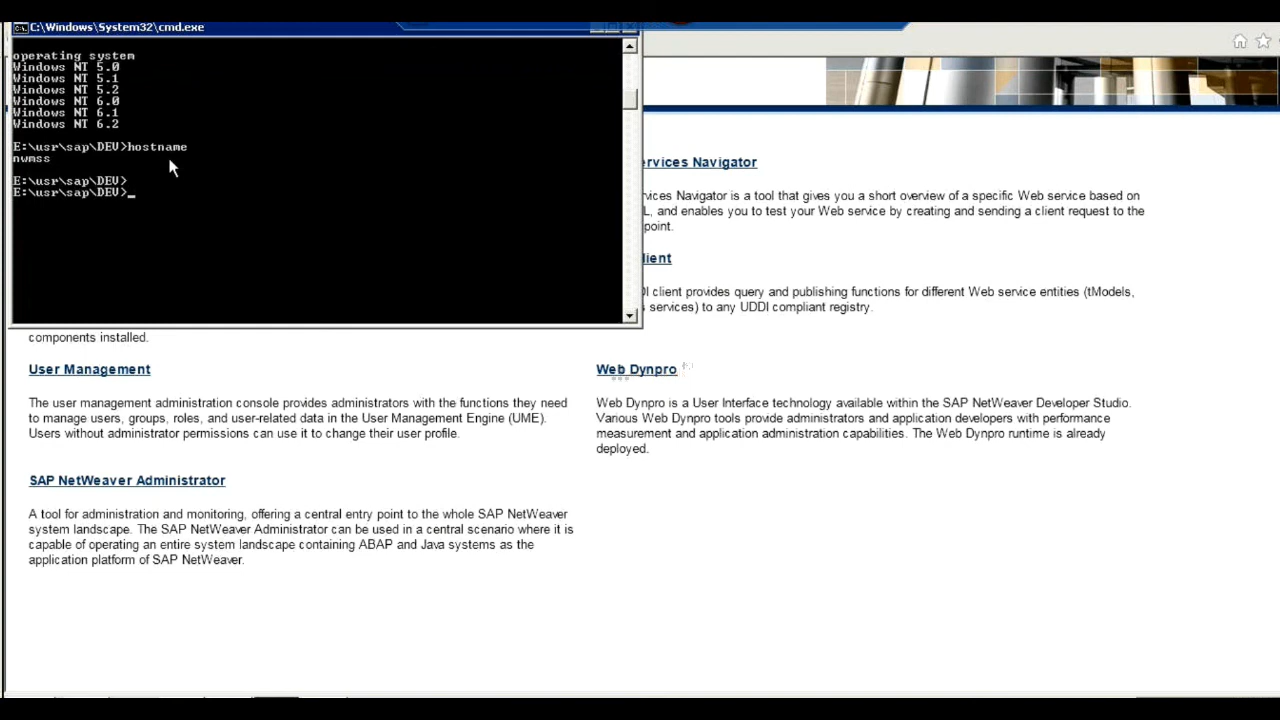 C:\Windows\System32\cmd.exe
operating system
Windows NT 5.0
Windows NT 5.1
Windows NT 5.2
Windows NT 6.0
Windows NT 6.1
Windows NT 6.2
E:\usr\sap\DEV>hostname
nwmss
E:\usr\sap\DEV>
E:\usr\sap\DEV>_
rvices Navigator
vices Navigator is a tool that gives you a short overview of a specific Web service based on
L, and enables you to test your Web service by creating and sending a client request to the
point.
lient
DI client provides query and publishing functions for different Web service entities (tModels,
s services) to any UDDI compliant registry.
components installed.
User Management
The user management administration console provides administrators with the functions they need
to manage users, groups, roles, and user-related data in the User Management Engine (UME).
Users without administrator permissions can use it to change their user profile.
Web Dynpro
Web Dynpro is a User Interface technology available within the SAP NetWeaver Developer Studio.
Various Web Dynpro tools provide administrators and application developers with performance
measurement and application administration capabilities. The Web Dynpro runtime is already
deployed.
SAP NetWeaver Administrator
A tool for administration and monitoring, offering a central entry point to the whole SAP NetWeaver
system landscape. The SAP NetWeaver Administrator can be used in a central scenario where it is
capable of operating an entire system landscape containing ABAP and Java systems as the
application platform of SAP NetWeaver.